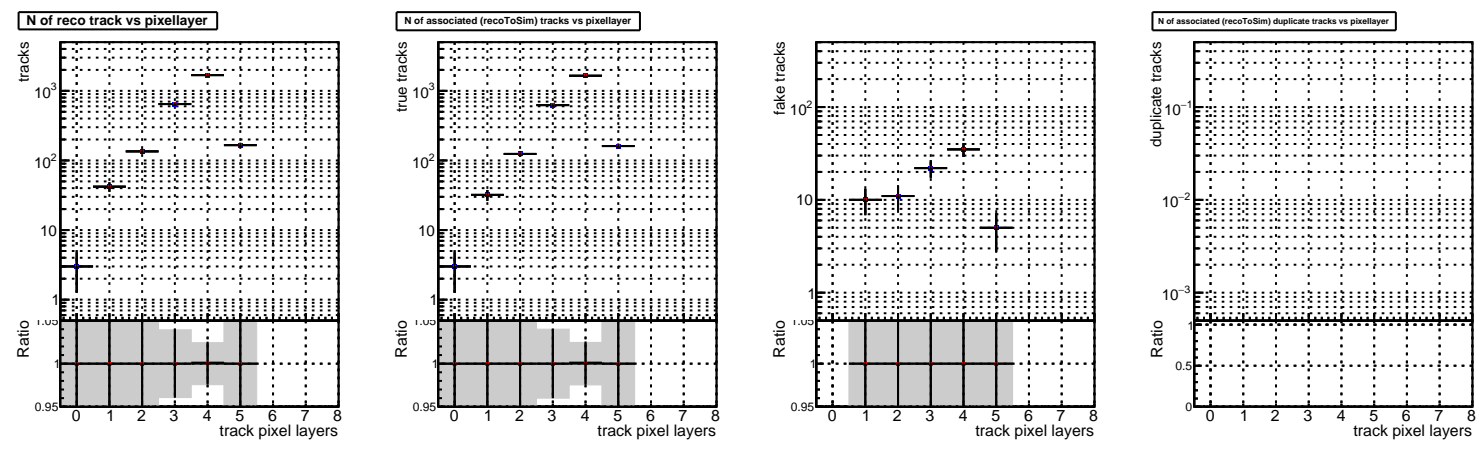 N of reco track vs pixellayer
tracks
10³
10²
10
1
1.05
Ratio
1
0.95
0 1 2 3 4 5 6 7 8
track pixel layers
N of associated (recoToSim) tracks vs pixellayer
true tracks
10³
10²
10
1
1.05
Ratio
1
0.95
0 1 2 3 4 5 6 7 8
track pixel layers
fake tracks
10²
10
1
1.05
Ratio
1
0.95
0 1 2 3 4 5 6 7 8
track pixel layers
N of associated (recoToSim) duplicate tracks vs pixellayer
duplicate tracks
10⁻¹
10⁻²
10⁻³
Ratio
1
0.5
0
0 1 2 3 4 5 6 7 8
track pixel layers